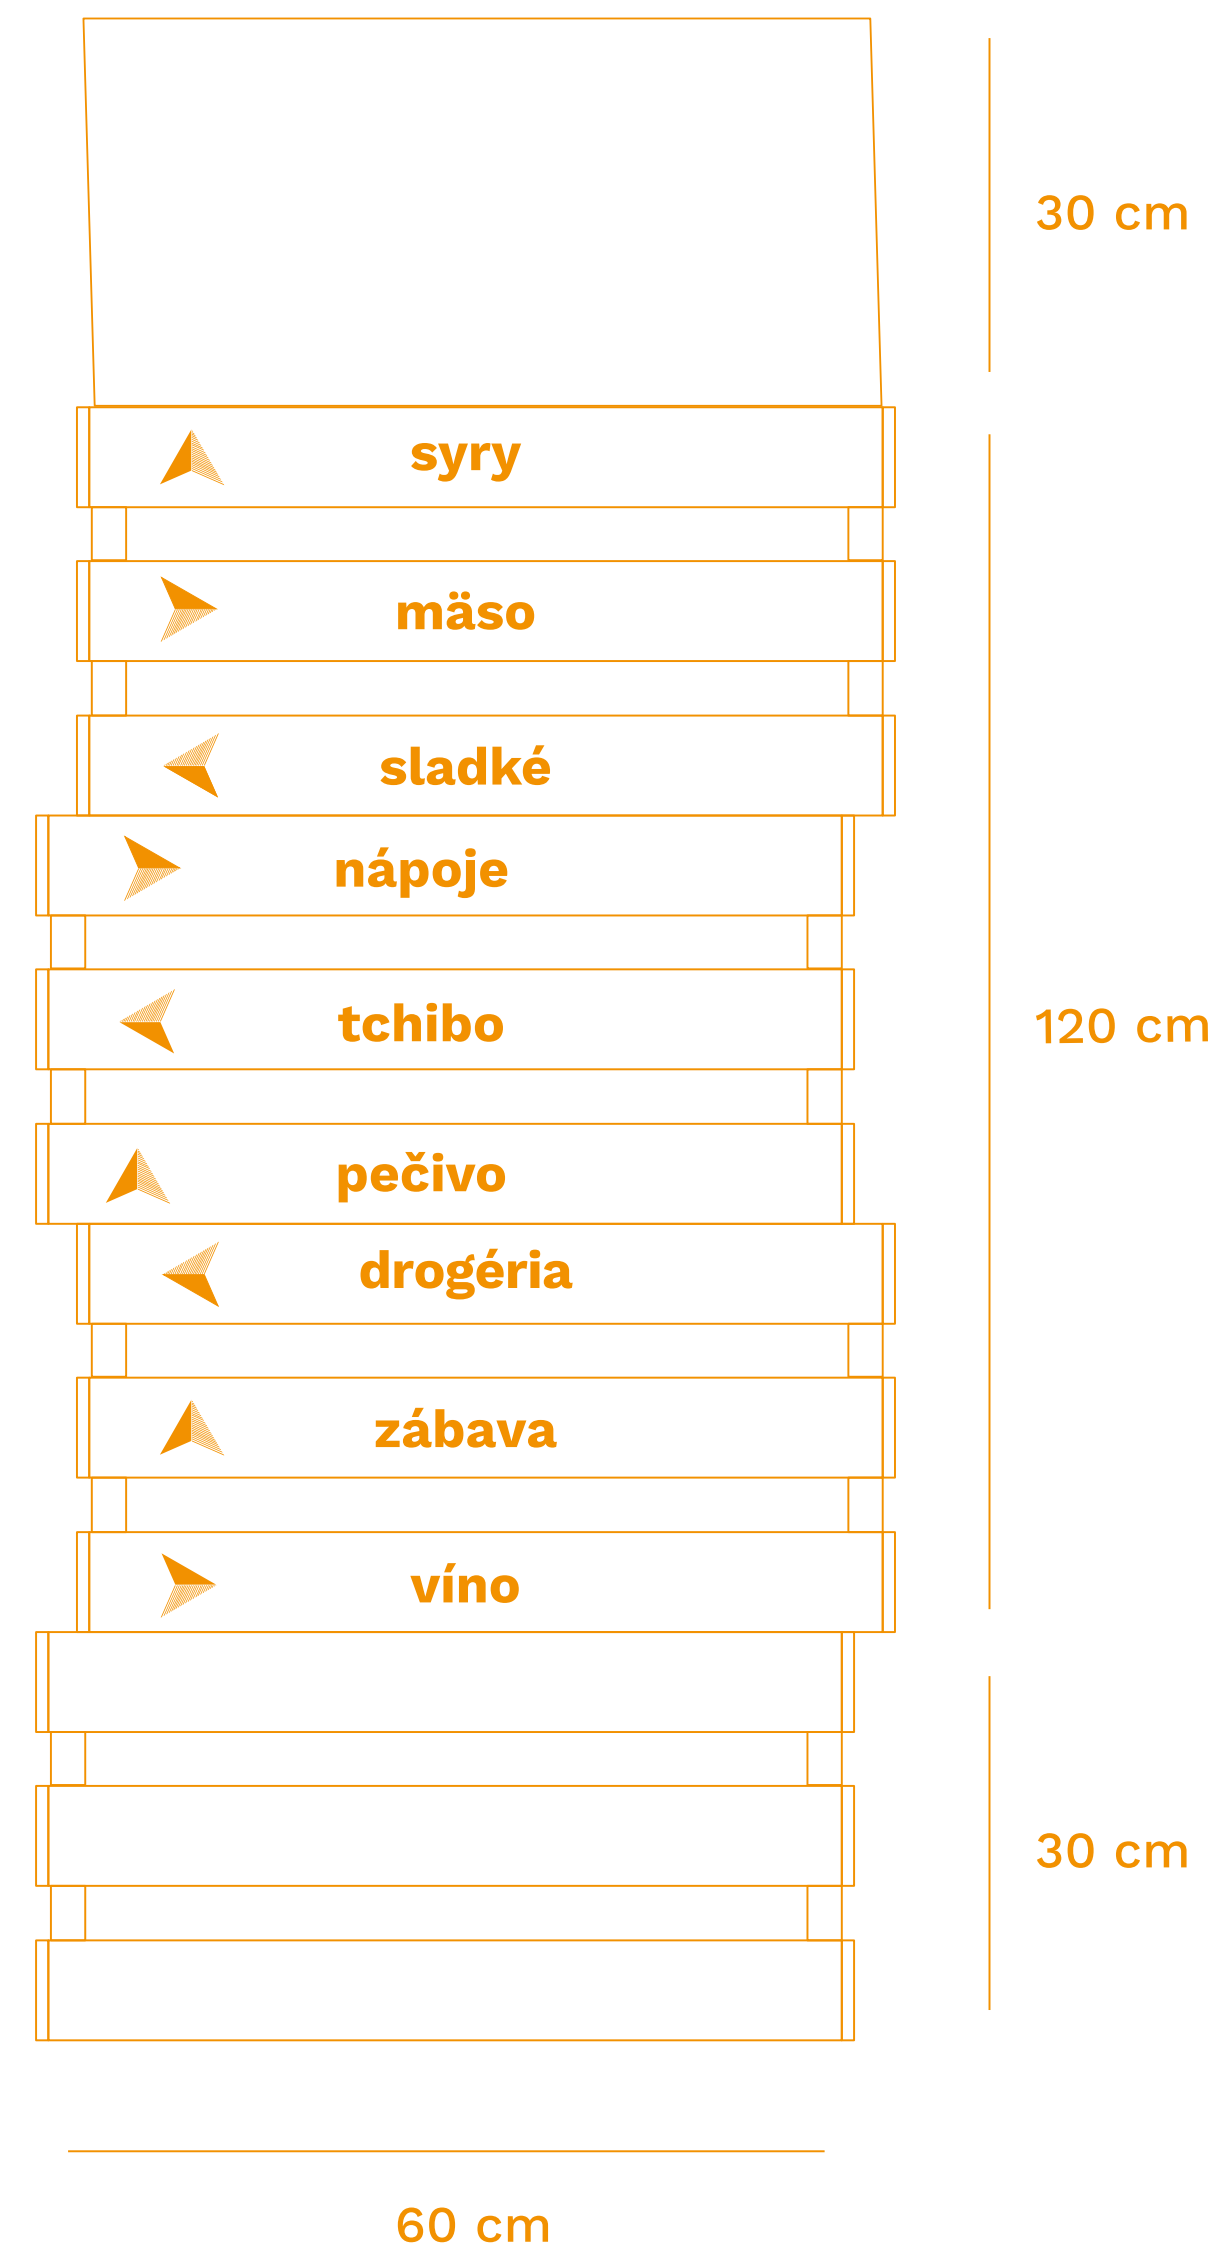 30 cm
syry
mäso
sladké
nápoje
tchibo
120 cm
pečivo
drogéria
zábava
víno
30 cm
60 cm